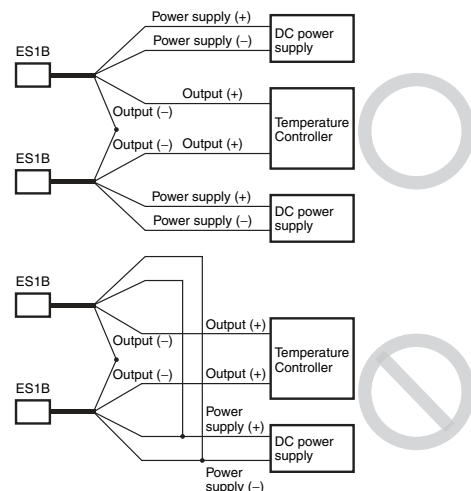 Power supply (+)
DC power
supply
Power supply (−)
ES1B
Output (+)
Output (−)
Temperature
Controller
Output (−)
Output (+)
ES1B
Power supply (+)
DC power
supply
Power supply (−)
ES1B
Output (+)
Output (−)
Temperature
Controller
Output (−)
Output (+)
ES1B
Power
supply (+)
DC power
supply
Power
supply (−)